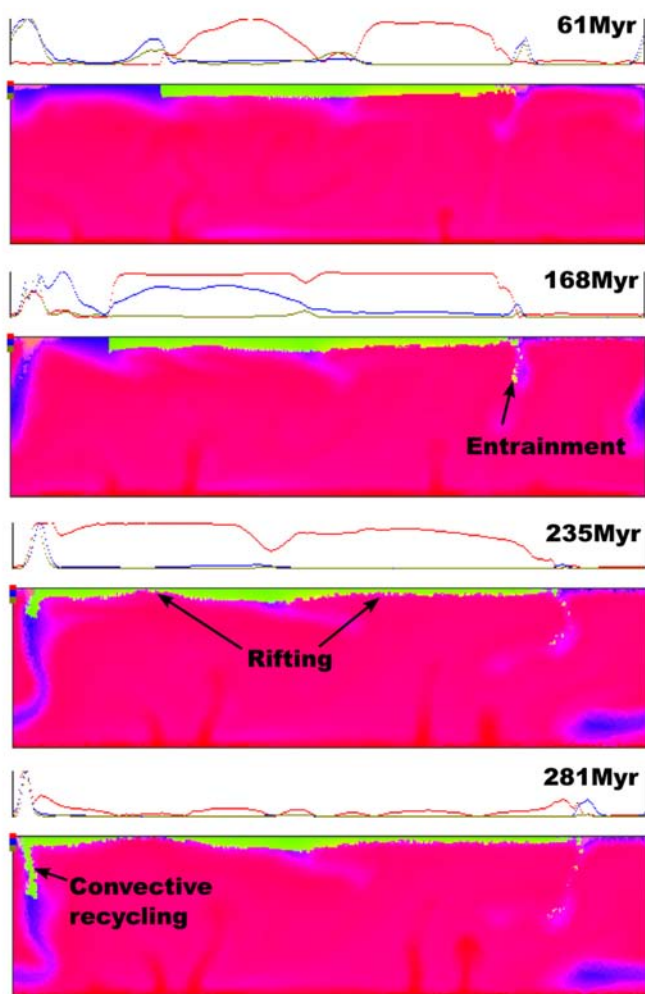 61Myr
168Myr
Entrainment
235Myr
Rifting
281Myr
Convective
recycling